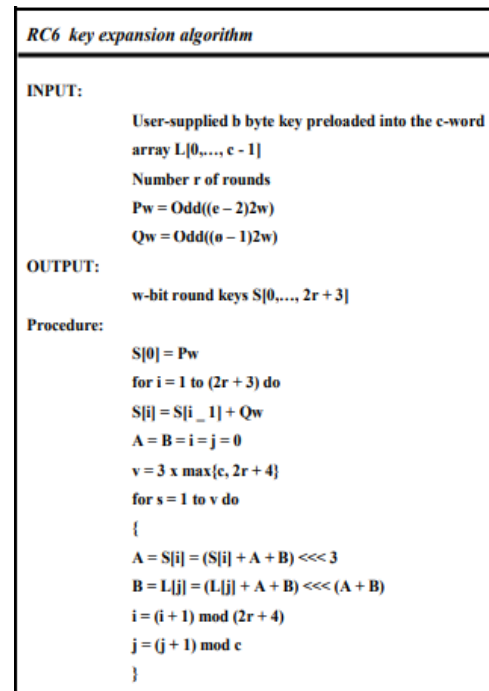 RC6 key expansion algorithm
INPUT:
User-supplied b byte key preloaded into the c-word
array L[0,..., c - 1]
Number r of rounds
Pw = Odd((e – 2)2w)
Qw = Odd((ɵ – 1)2w)
OUTPUT:
w-bit round keys S[0,..., 2r + 3]
Procedure:
S[0] = Pw
for i = 1 to (2r + 3) do
S[i] = S[i _ 1] + Qw
A = B = i = j = 0
v = 3 x max{c, 2r + 4}
for s = 1 to v do
{
A = S[i] = (S[i] + A + B) <<< 3
B = L[j] = (L[j] + A + B) <<< (A + B)
i = (i + 1) mod (2r + 4)
j = (j + 1) mod c
}